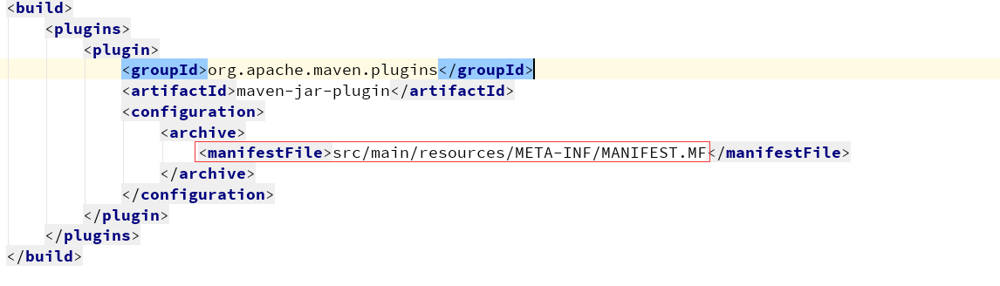 <build>
<plugins>
<plugin>
<groupId>org.apache.maven.plugins</groupId>
<artifactId>maven-jar-plugin</artifactId>
<configuration>
<archive>
<manifestFile>src/main/resources/META-INF/MANIFEST.MF</manifestFile>
</archive>
</configuration>
</plugin>
</plugins>
</build>